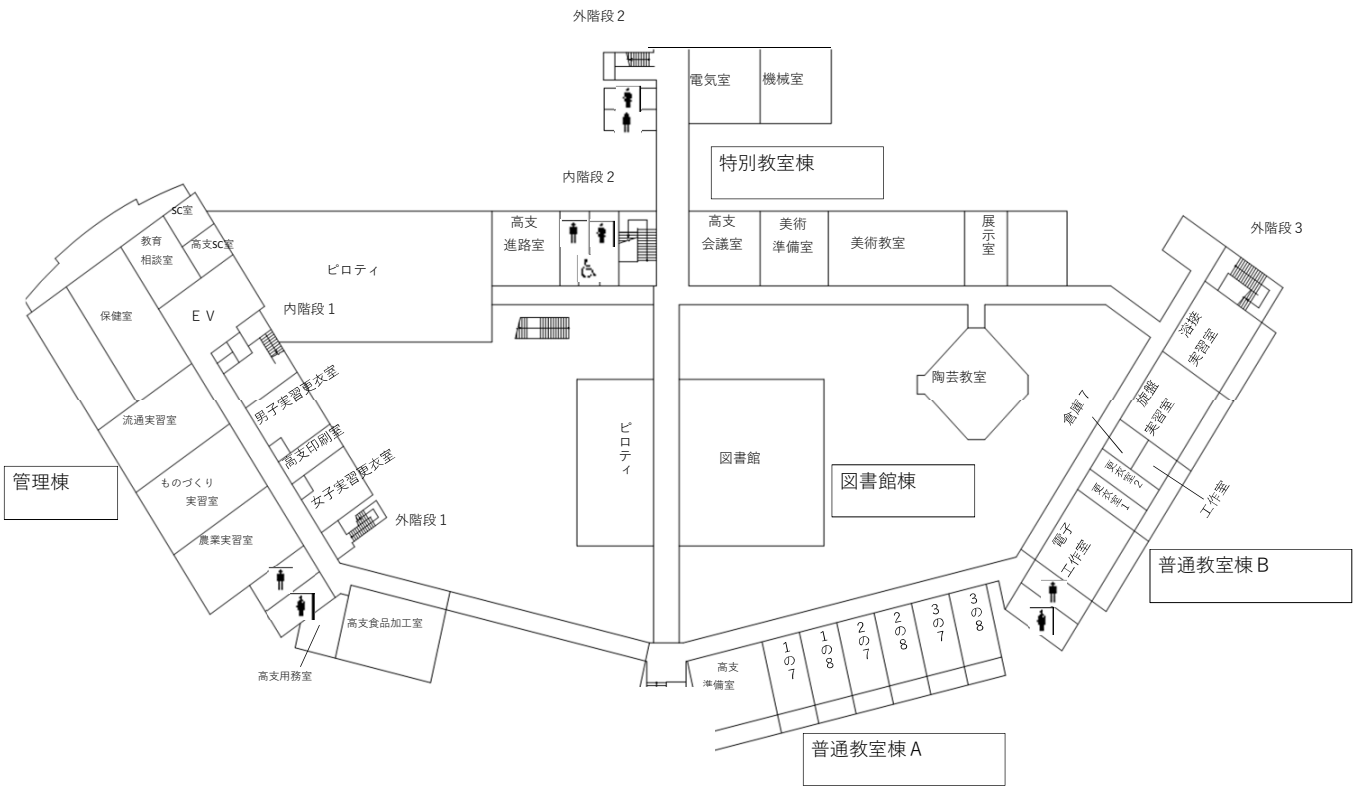 外階段２
電気室
機械室
特別教室棟
内階段２
SC室
教育
相談室
高支SC室
ピロティ
高支
進路室
高支
会議室
美術
準備室
美術教室
展示室
外階段３
保健室
ＥＶ
内階段１
溶接
実習室
陶芸教室
旋盤
実習室
倉庫７
男子実習更衣室
流通実習室
高支印刷室
ピロティ
図書館
図書館棟
更衣室2
更衣室1
工作室
管理棟
ものづくり
実習室
女子実習更衣室
外階段１
農業実習室
電子
工作室
普通教室棟Ｂ
高支食品加工室
高支用務室
高支
準備室
1の7
1の8
2の7
2の8
3の7
3の8
普通教室棟Ａ